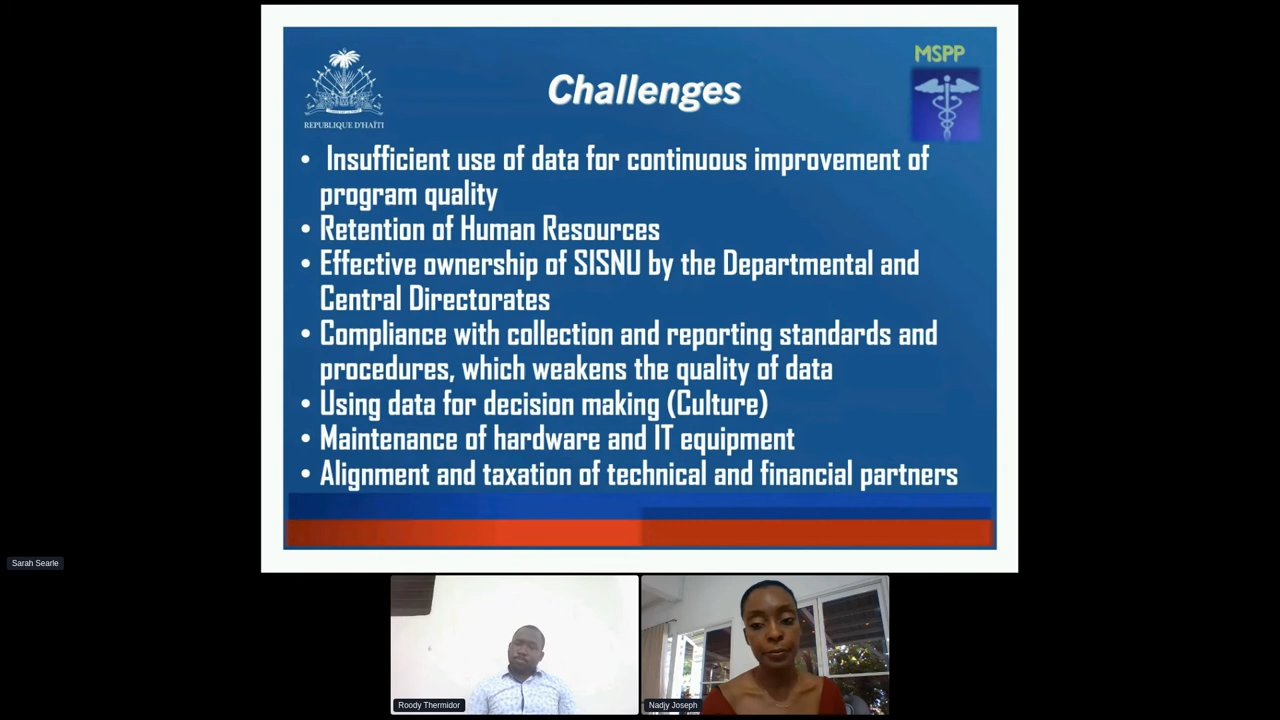 MSPP
Challenges
REPUBLIQUE D'HAÏTI
• Insufficient use of data for continuous improvement of
program quality
• Retention of Human Resources
• Effective ownership of SISNU by the Departmental and
Central Directorates
• Compliance with collection and reporting standards and
procedures, which weakens the quality of data
• Using data for decision making (Culture)
• Maintenance of hardware and IT equipment
• Alignment and taxation of technical and financial partners
Sarah Searle
Roody Thermidor
Nadjy Joseph